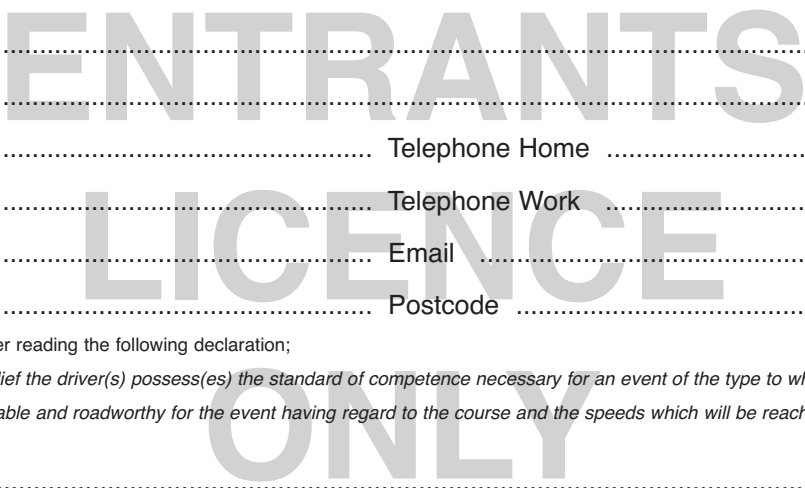 ENTRANTS
Telephone Home
LICENCE
Telephone Work
Email
Postcode
er reading the following declaration;
lief the driver(s) possess(es) the standard of competence necessary for an event of the type to wh
able and roadworthy for the event having regard to the course and the speeds which will be reach
ONLY